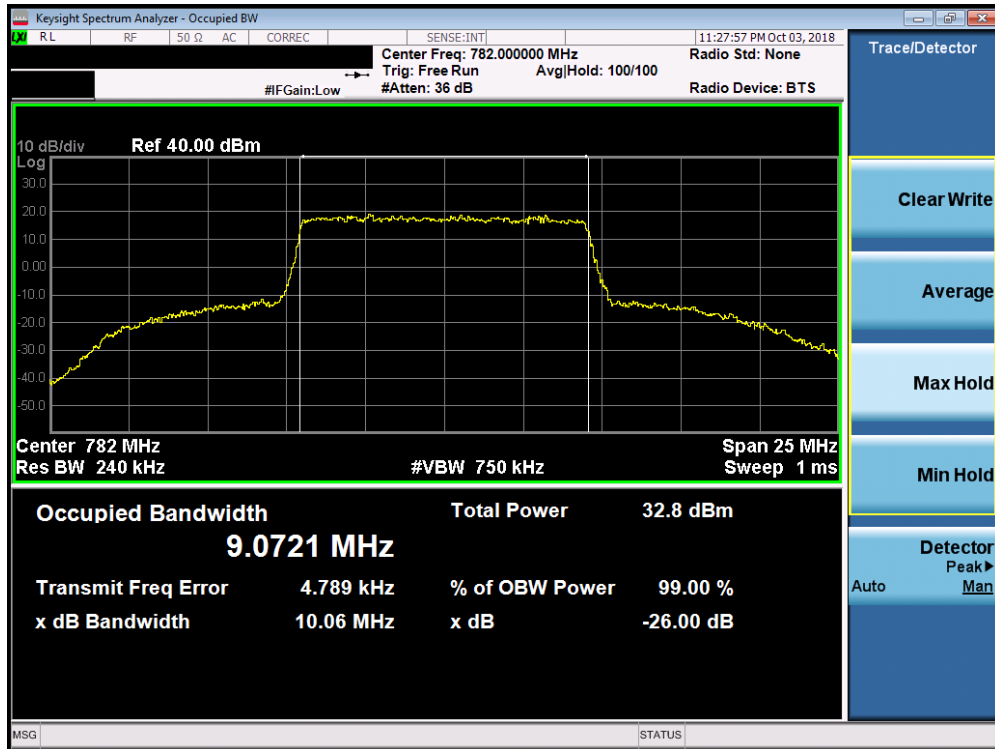 Keysight Spectrum Analyzer - Occupied BW
LXI RL RF 50 Ω AC CORREC SENSE:INT 11:27:57 PM Oct 03, 2018
Center Freq: 782.000000 MHz Radio Std: None
Trig: Free Run Avg|Hold: 100/100
#IFGain:Low #Atten: 36 dB Radio Device: BTS
10 dB/div Ref 40.00 dBm
Log
30.0
20.0
10.0
0.00
-10.0
-20.0
-30.0
-40.0
-50.0
Center 782 MHz Span 25 MHz
Res BW 240 kHz #VBW 750 kHz Sweep 1 ms
Occupied Bandwidth Total Power 32.8 dBm
9.0721 MHz
Transmit Freq Error 4.789 kHz % of OBW Power 99.00 %
x dB Bandwidth 10.06 MHz x dB -26.00 dB
MSG STATUS
Trace/Detector
Clear Write
Average
Max Hold
Min Hold
Detector
Peak▶
Auto Man